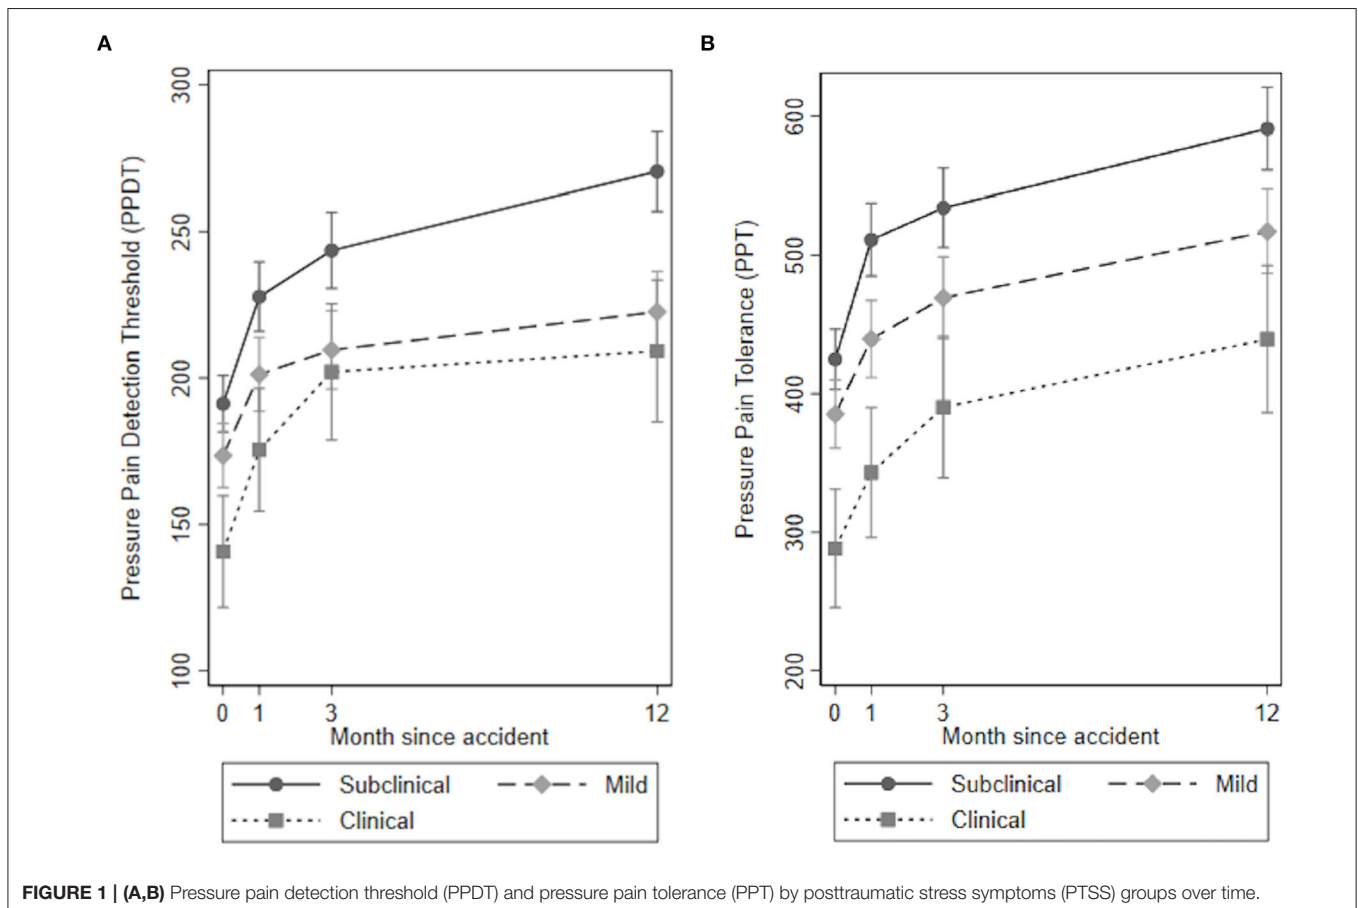 A
Pressure Pain Detection Threshold (PPDT)
300
250
200
150
100
0 1 3 12
Month since accident
Subclinical Mild
Clinical
B
Pressure Pain Tolerance (PPT)
600
500
400
300
200
0 1 3 12
Month since accident
Subclinical Mild
Clinical
FIGURE 1 | (A,B) Pressure pain detection threshold (PPDT) and pressure pain tolerance (PPT) by posttraumatic stress symptoms (PTSS) groups over time.